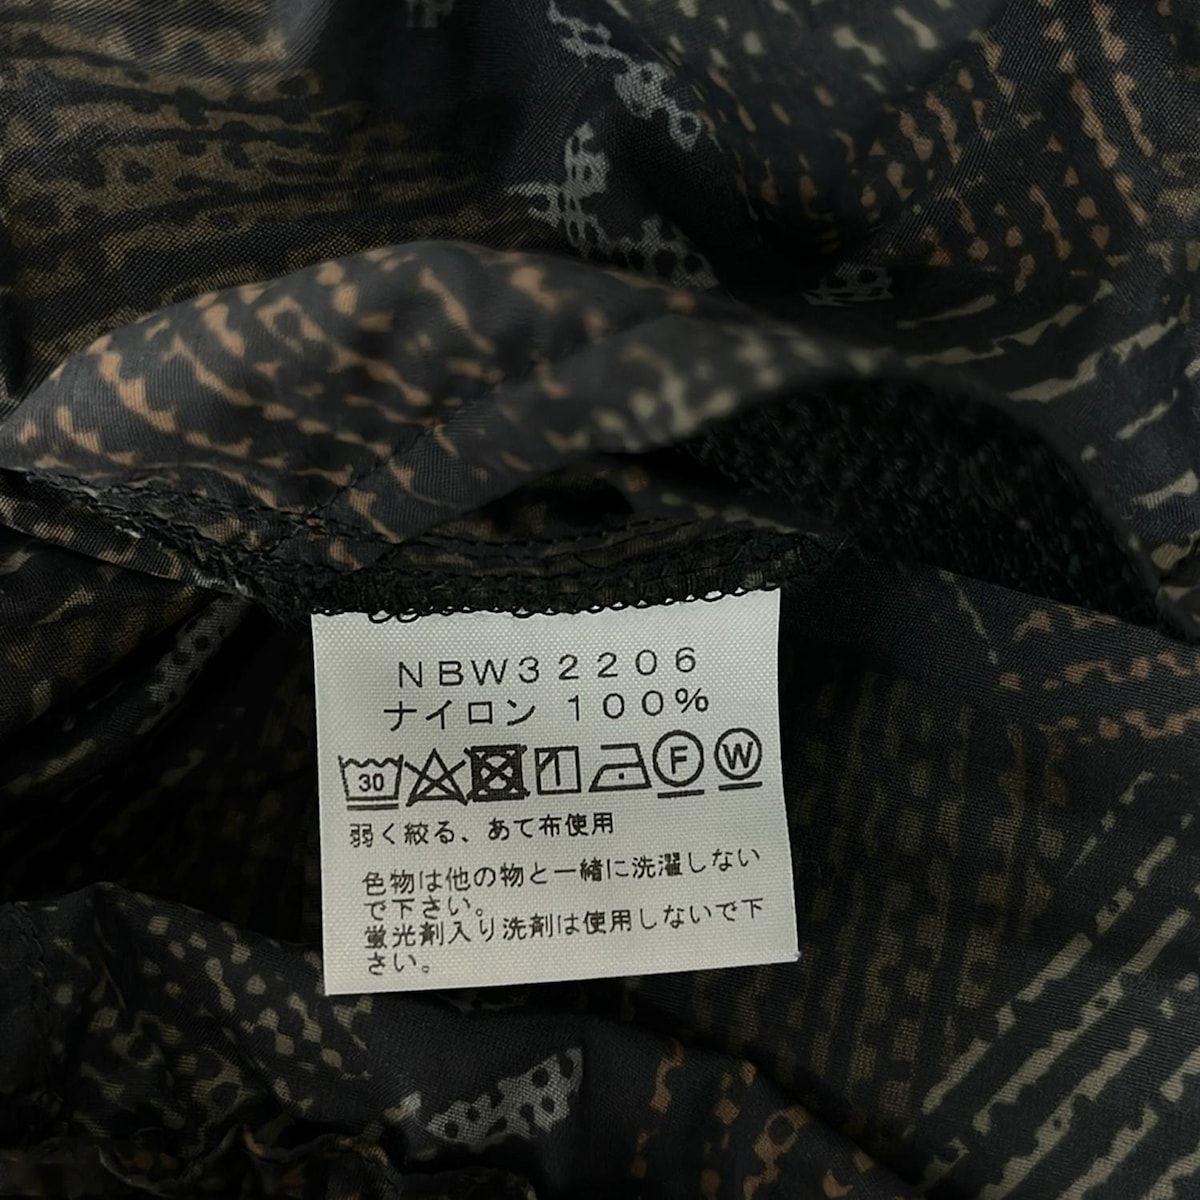 NBW32206
ナイロン 100%
30 F W
弱く絞る、あて布使用
色物は他の物と一緒に洗濯しない
で下さい。
蛍光剤入り洗剤は使用しないで下
さい。